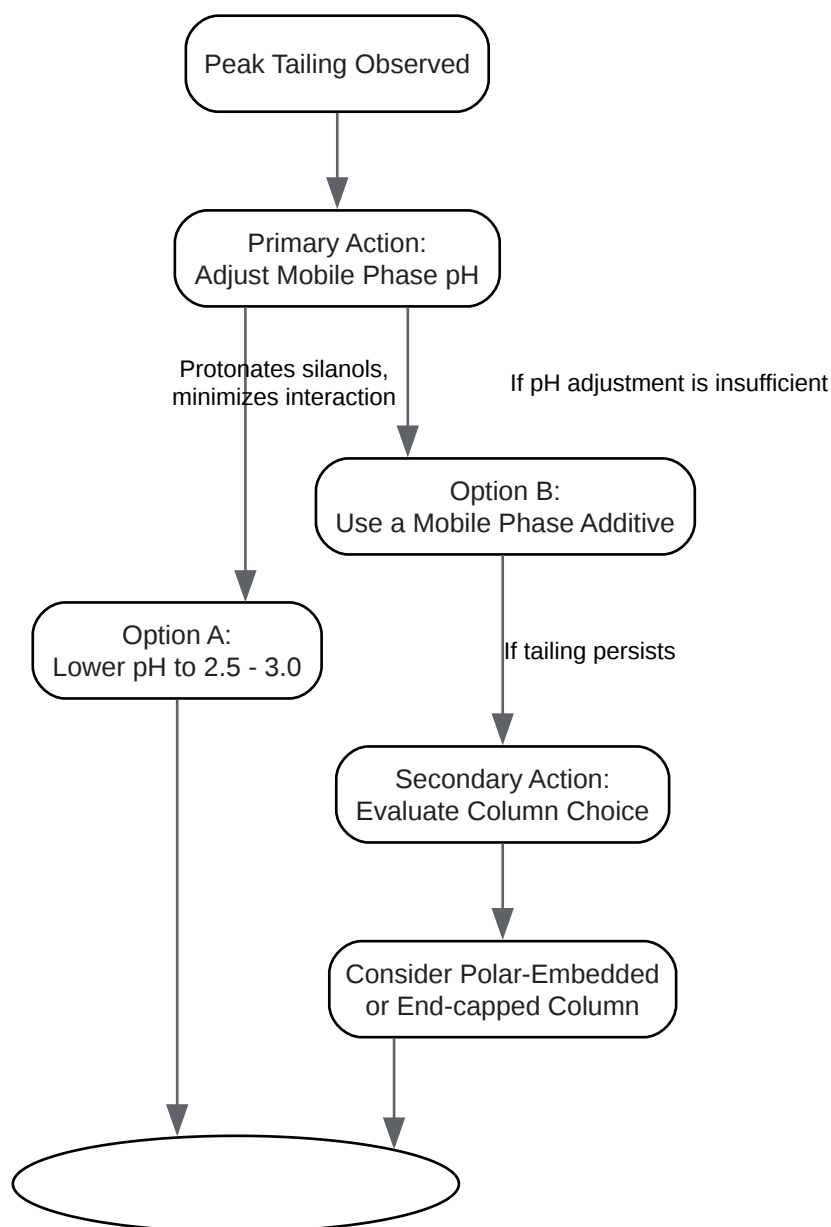 Peak Tailing Observed
Primary Action:
Adjust Mobile Phase pH
Protonates silanols,
minimizes interaction
If pH adjustment is insufficient
Option B:
Use a Mobile Phase Additive
Option A:
Lower pH to 2.5 - 3.0
If tailing persists
Secondary Action:
Evaluate Column Choice
Consider Polar-Embedded
or End-capped Column